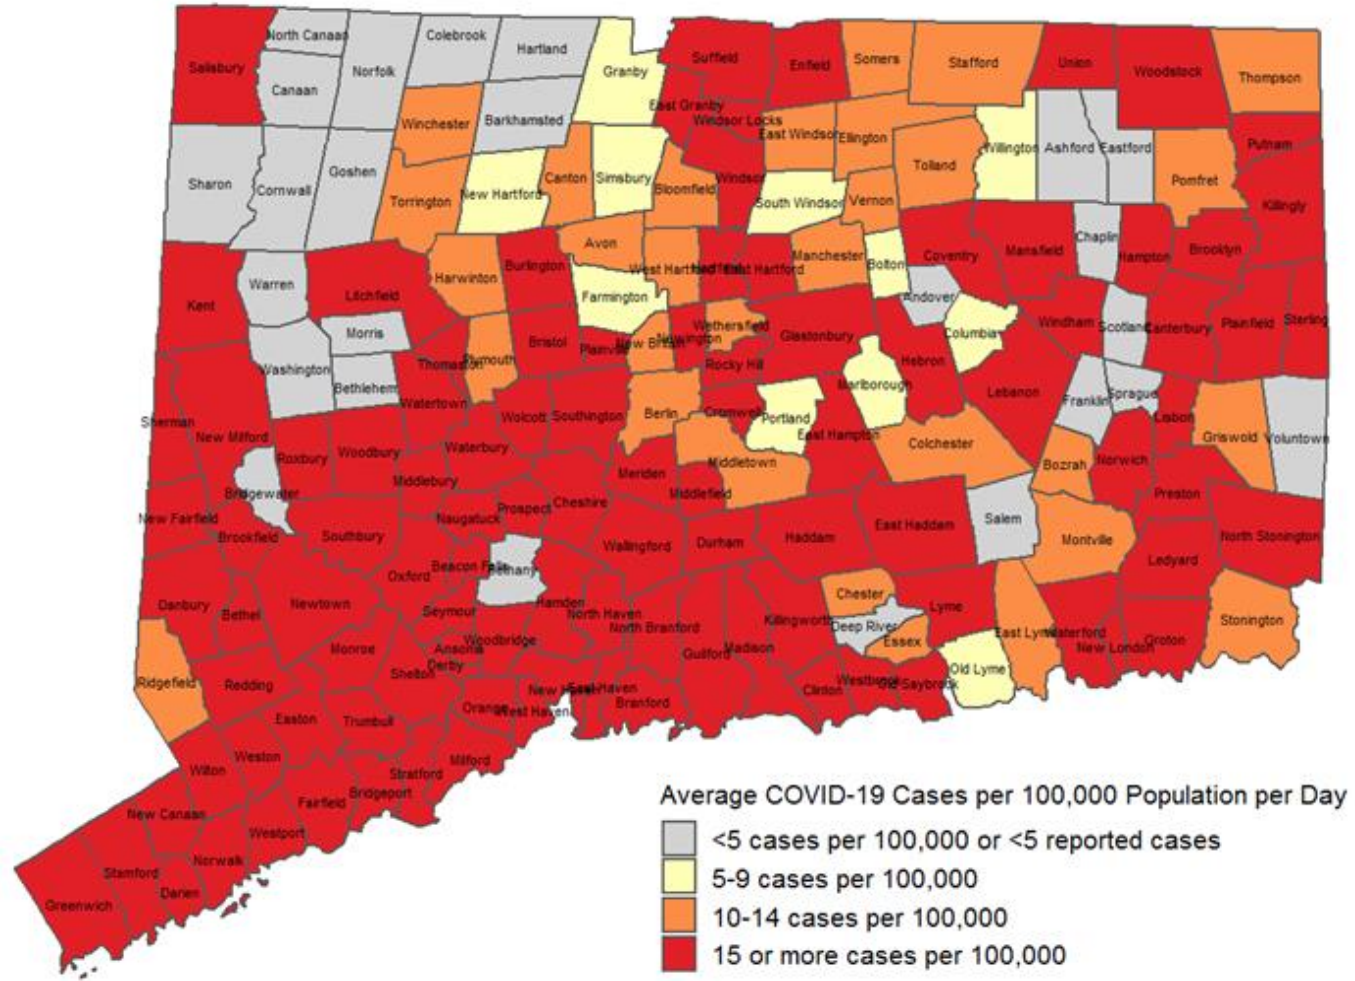 North Canaan
Colebrook
Hartland
Salisbury
Norfolk
Canaan
Granby
Suffield
Enfield
Somers
Stafford
Union
Woodstock
Thompson
East Granby
Windsor Locks
Winchester
Barkhamsted
East Windsor
Ellington
Tolland
Willington
Ashford
Eastford
Putnam
Sharon
Cornwall
Goshen
Torrington
New Hartford
Canton
Simsbury
Bloomfield
Windsor
South Windsor
Vernon
Pomfret
Killingly
Avon
West Hartford
Hartford
East Hartford
Manchester
Bolton
Coventry
Mansfield
Chaplin
Hampton
Brooklyn
Kent
Warren
Litchfield
Harwinton
Burlington
Farmington
Andover
Morris
Bristol
Plainville
New Britain
Newington
Wethersfield
Glastonbury
Columbia
Windham
Scotland
Canterbury
Plainfield
Sterling
Washington
Bethlehem
Thomaston
Plymouth
Rocky Hill
Hebron
Marlborough
Lebanon
Franklin
Sprague
Sherman
New Milford
Watertown
Wolcott
Southington
Berlin
Cromwell
Portland
East Hampton
Colchester
Lisbon
Griswold
Voluntown
Roxbury
Woodbury
Waterbury
Middlebury
Meriden
Middletown
Bozrah
Norwich
Bridgewater
Naugatuck
Prospect
Cheshire
Middlefield
Preston
New Fairfield
Brookfield
Southbury
Wallingford
Durham
Haddam
East Haddam
Salem
Montville
North Stonington
Ledyard
Oxford
Beacon Falls
Bethany
Danbury
Bethel
Newtown
Seymour
Hamden
North Haven
North Branford
Killingworth
Chester
Deep River
Essex
Lyme
East Lyme
Waterford
New London
Groton
Stonington
Monroe
Ansonia
Derby
Woodbridge
Guilford
Madison
Old Lyme
Ridgefield
Redding
Shelton
Orange
New Haven
East Haven
West Haven
Branford
Clinton
Westbrook
Old Saybrook
Easton
Trumbull
Wilton
Weston
Milford
Stratford
Bridgeport
Fairfield
New Canaan
Westport
Norwalk
Stamford
Darien
Greenwich
Average COVID-19 Cases per 100,000 Population per Day
<5 cases per 100,000 or <5 reported cases
5-9 cases per 100,000
10-14 cases per 100,000
15 or more cases per 100,000